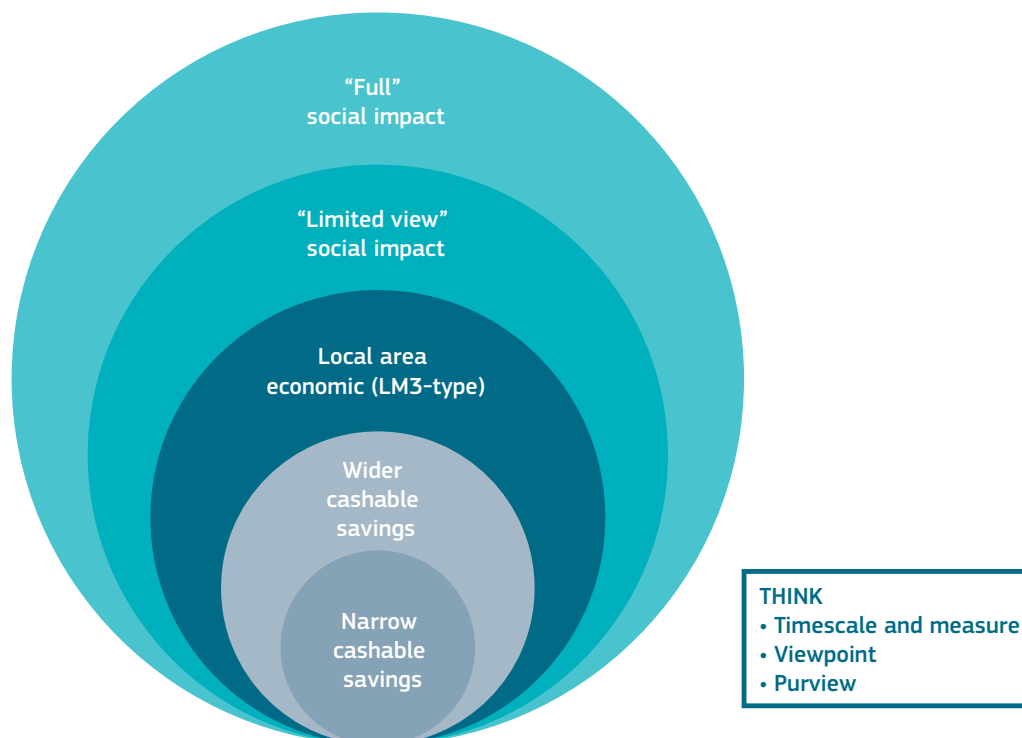 “Full”
social impact
“Limited view”
social impact
Local area
economic (LM3-type)
Wider
cashable
savings
Narrow
cashable
savings
THINK
• Timescale and measure
• Viewpoint
• Purview